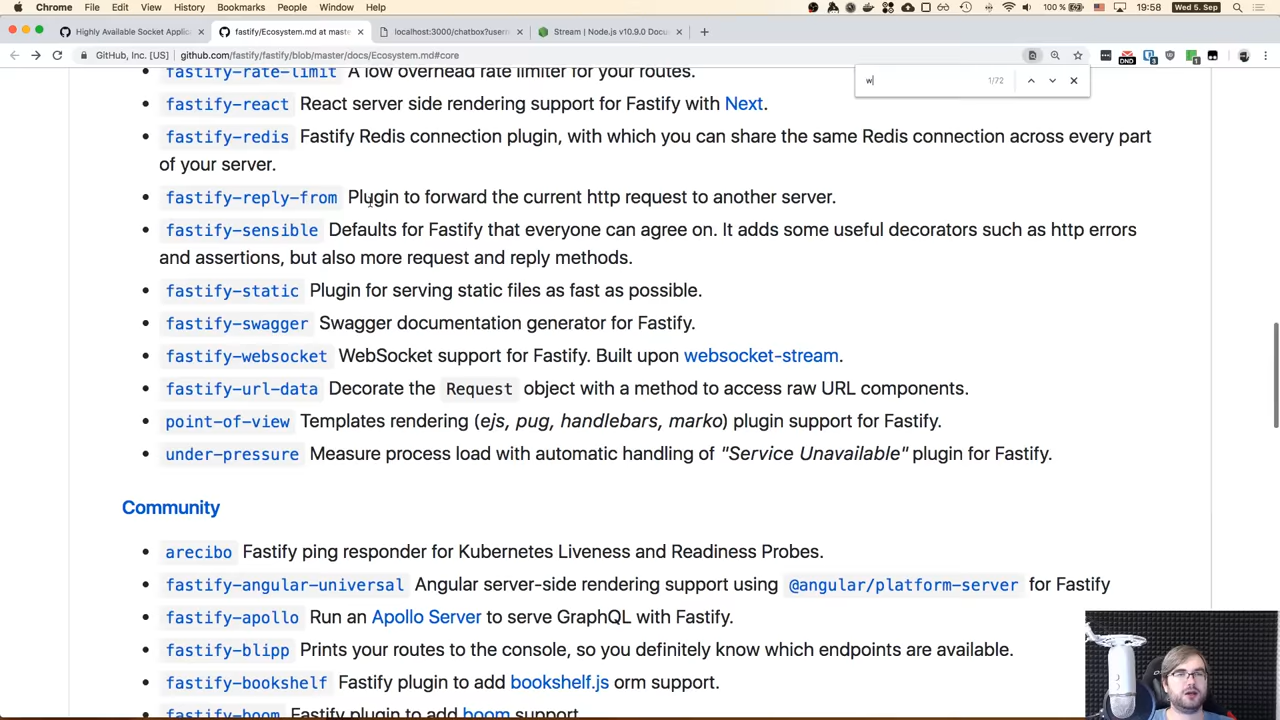 Chrome File Edit View History Bookmarks People Window Help 100 % 19:58 Wed 5. Sep
Highly Available Socket Applic fastify/Ecosystem.md at maste localhost:3000/chatbox?usern Stream | Node.js v10.9.0 Docu
GitHub, Inc. [US] github.com/fastify/fastify/blob/master/docs/Ecosystem.md#core
DND 1
w 1/72
fastify-rate-limit A low overhead rate limiter for your routes.
fastify-react React server side rendering support for Fastify with Next.
fastify-redis Fastify Redis connection plugin, with which you can share the same Redis connection across every part
of your server.
fastify-reply-from Plugin to forward the current http request to another server.
fastify-sensible Defaults for Fastify that everyone can agree on. It adds some useful decorators such as http errors
and assertions, but also more request and reply methods.
fastify-static Plugin for serving static files as fast as possible.
fastify-swagger Swagger documentation generator for Fastify.
fastify-websocket WebSocket support for Fastify. Built upon websocket-stream.
fastify-url-data Decorate the Request object with a method to access raw URL components.
point-of-view Templates rendering (ejs, pug, handlebars, marko) plugin support for Fastify.
under-pressure Measure process load with automatic handling of "Service Unavailable" plugin for Fastify.
Community
arecibo Fastify ping responder for Kubernetes Liveness and Readiness Probes.
fastify-angular-universal Angular server-side rendering support using @angular/platform-server for Fastify
fastify-apollo Run an Apollo Server to serve GraphQL with Fastify.
fastify-blipp Prints your routes to the console, so you definitely know which endpoints are available.
fastify-bookshelf Fastify plugin to add bookshelf.js orm support.
fastify-boom Fastify plugin to add boom support.